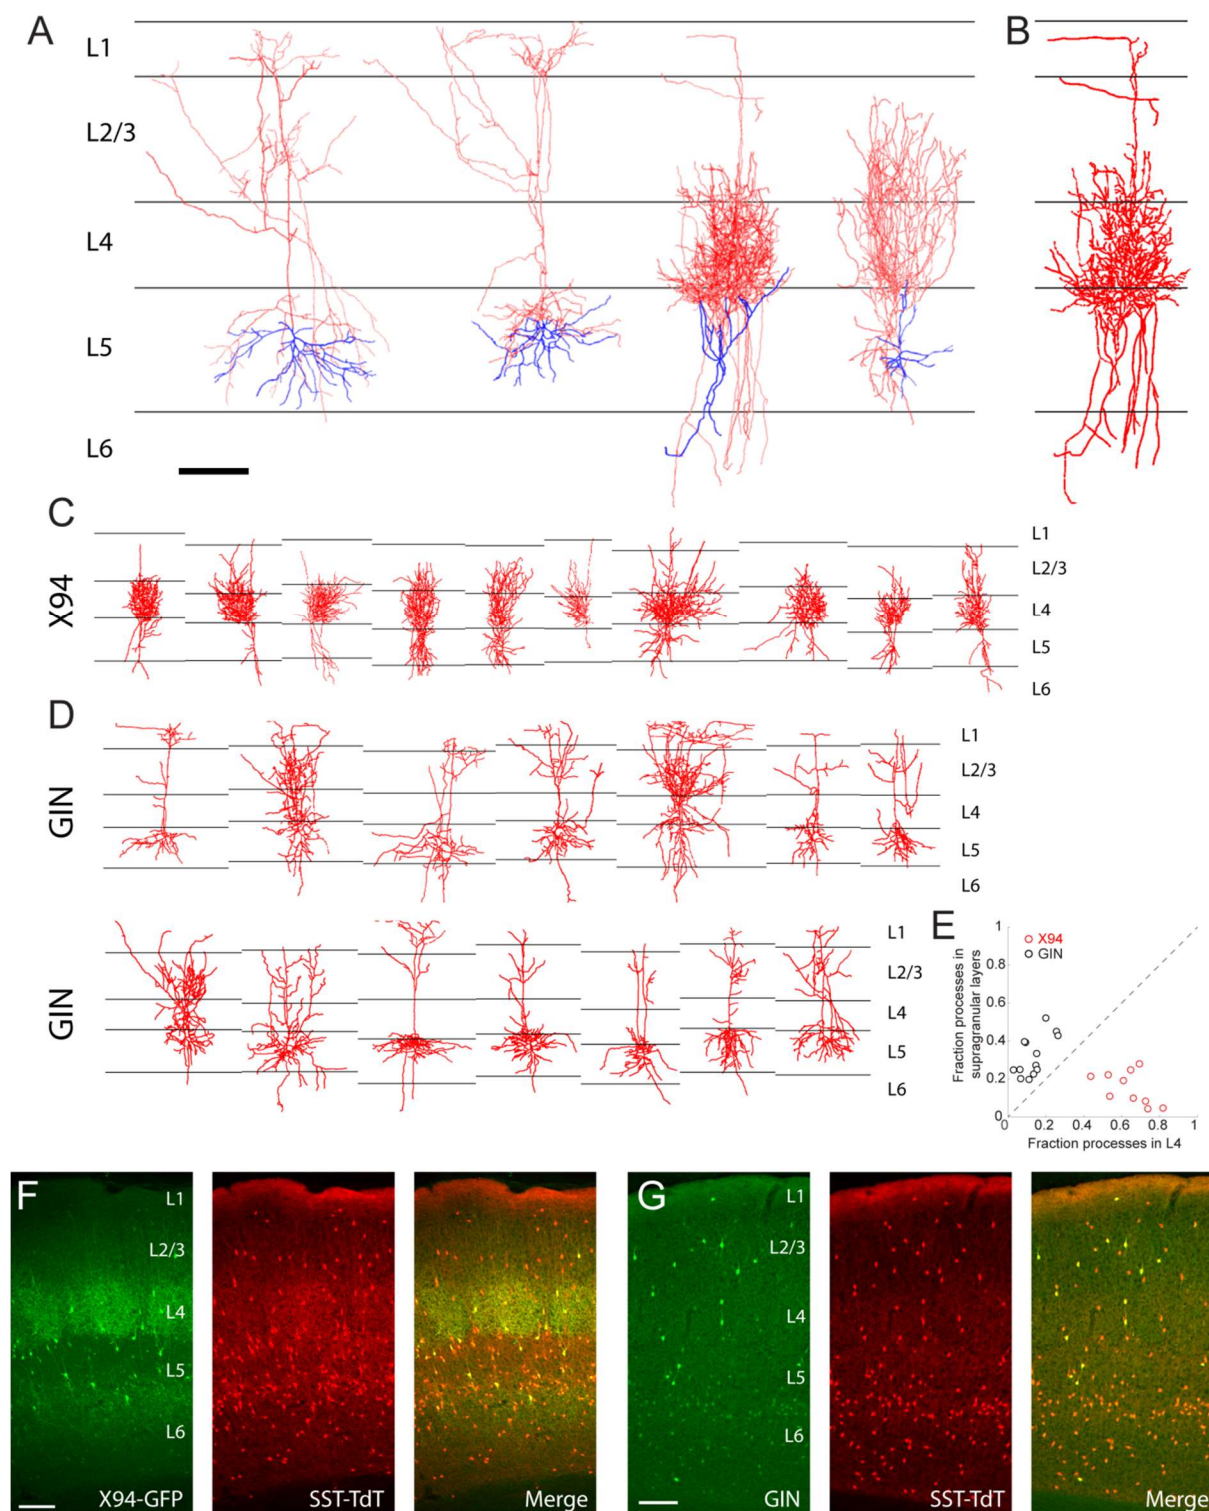 A
B
L1
L2/3
L4
L5
L6
C
X94
L1
L2/3
L4
L5
L6
D
GIN
L1
L2/3
L4
L5
L6
GIN
L1
L2/3
L4
L5
L6
E
Fraction processes in
supragranular layers
1
0.8
0.6
0.4
0.2
0
X94
GIN
0 0.2 0.4 0.6 0.8 1
Fraction processes in L4
F
L1
L2/3
L4
L5
L6
X94-GFP
SST-TdT
Merge
G
L1
L2/3
L4
L5
L6
GIN
SST-TdT
Merge